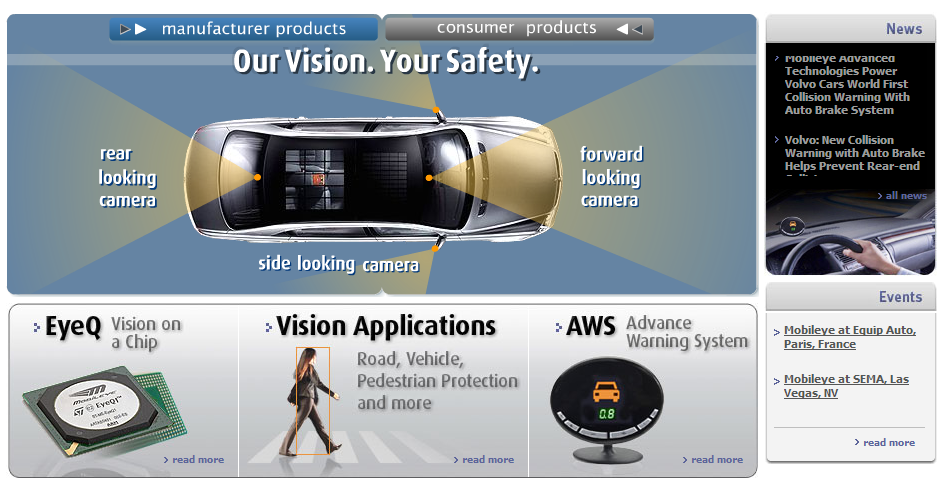 manufacturer products
consumer products
Our Vision. Your Safety.
rear
looking
camera
forward
looking
camera
side looking camera
EyeQ
Vision on
a Chip
MOBILEYE
EyeQ1
read more
Vision Applications
Road, Vehicle,
Pedestrian Protection
and more
read more
AWS
Advance
Warning System
0.8
read more
News
Mobileye Advanced
Technologies Power
Volvo Cars World First
Collision Warning With
Auto Brake System
Volvo: New Collision
Warning with Auto Brake
Helps Prevent Rear-end
all news
Events
Mobileye at Equip Auto,
Paris, France
Mobileye at SEMA, Las
Vegas, NV
read more